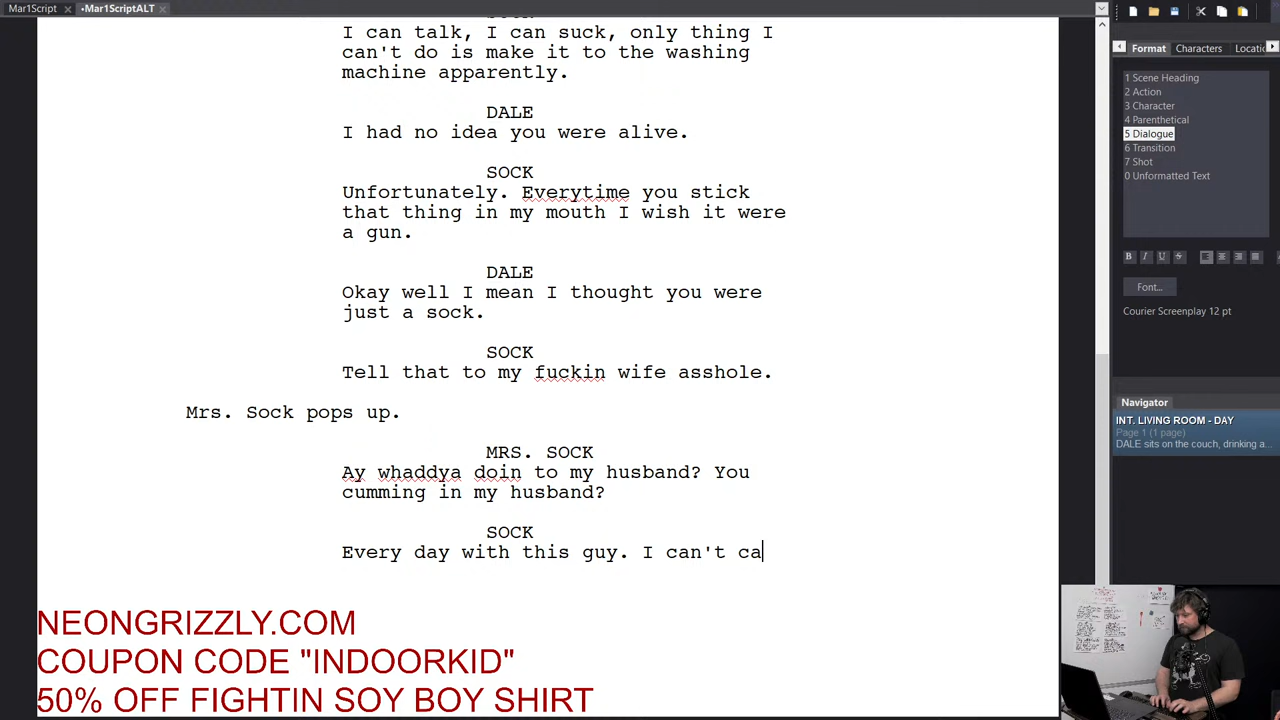 Mar1Script
•Mar1ScriptALT
I can talk, I can suck, only thing I
can't do is make it to the washing
machine apparently.
DALE
I had no idea you were alive.
SOCK
Unfortunately. Everytime you stick
that thing in my mouth I wish it were
a gun.
DALE
Okay well I mean I thought you were
just a sock.
SOCK
Tell that to my fuckin wife asshole.
Mrs. Sock pops up.
MRS. SOCK
Ay whaddya doin to my husband? You
cumming in my husband?
SOCK
Every day with this guy. I can't ca
NEONGRIZZLY.COM
COUPON CODE "INDOORKID"
50% OFF FIGHTIN SOY BOY SHIRT
Format
Characters
Locatio
1 Scene Heading
2 Action
3 Character
4 Parenthetical
5 Dialogue
6 Transition
7 Shot
0 Unformatted Text
B I U S
Font...
Courier Screenplay 12 pt
Navigator
INT. LIVING ROOM - DAY
Page 1 (1 page)
DALE sits on the couch, drinking a...